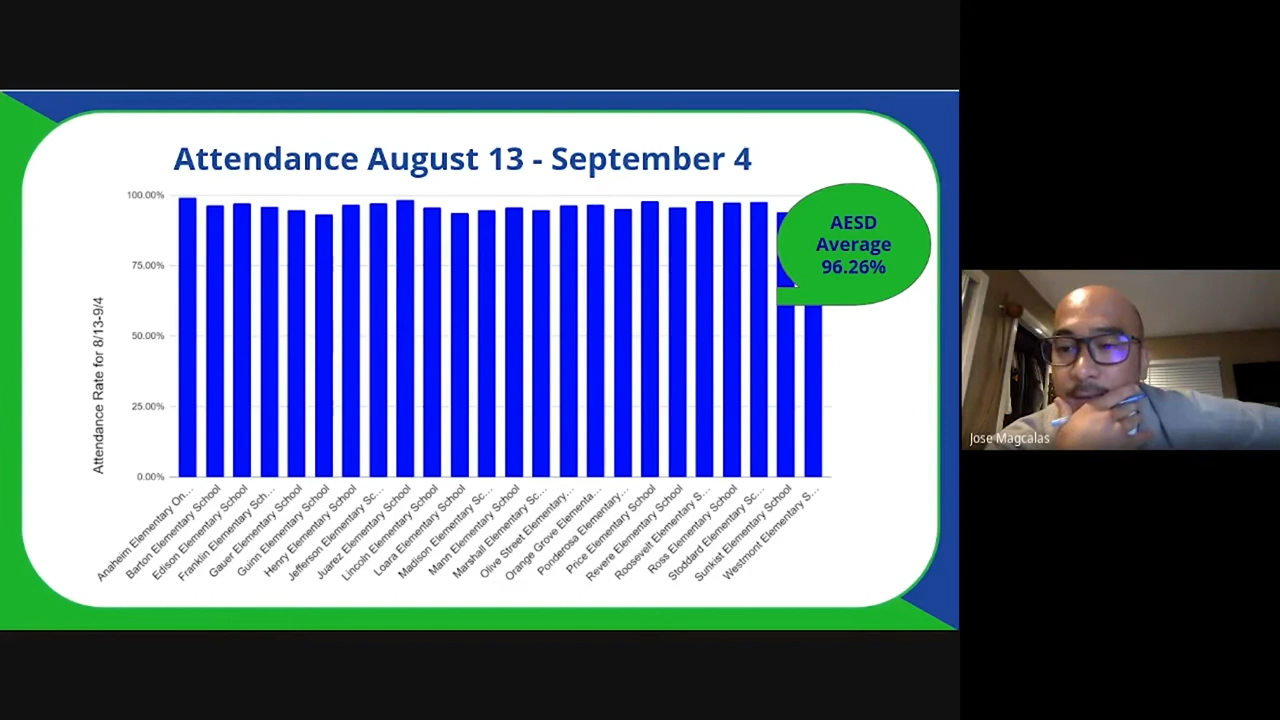 Attendance August 13 - September 4
100.00%
75.00%
50.00%
25.00%
0.00%
Attendance Rate for 8/13-9/4
AESD
Average
96.26%
Anaheim Elementary On...
Barton Elementary School
Edison Elementary School
Franklin Elementary Sch...
Gauer Elementary School
Guinn Elementary School
Henry Elementary School
Jefferson Elementary Sc...
Juarez Elementary School
Lincoln Elementary School
Loara Elementary School
Madison Elementary Sc...
Mann Elementary School
Marshall Elementary Sc...
Olive Street Elementary...
Orange Grove Elementa...
Ponderosa Elementary...
Price Elementary School
Revere Elementary School
Roosevelt Elementary S...
Ross Elementary School
Stoddard Elementary Sc...
Sunkist Elementary School
Westmont Elementary S...
Jose Magcalas